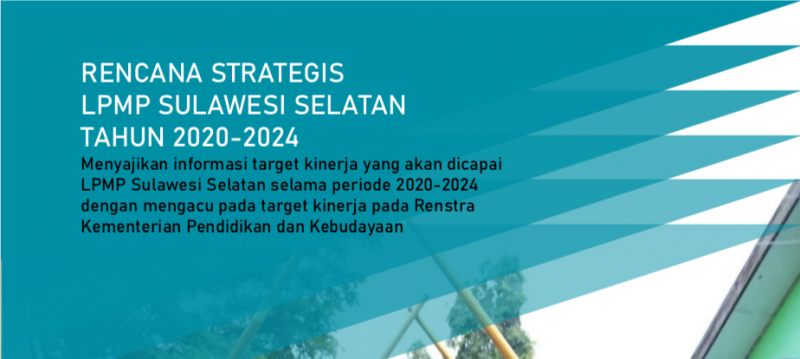 RENCANA STRATEGIS
LPMP SULAWESI SELATAN
TAHUN 2020-2024
Menyajikan informasi target kinerja yang akan dicapai
LPMP Sulawesi Selatan selama periode 2020-2024
dengan mengacu pada target kinerja pada Renstra
Kementerian Pendidikan dan Kebudayaan